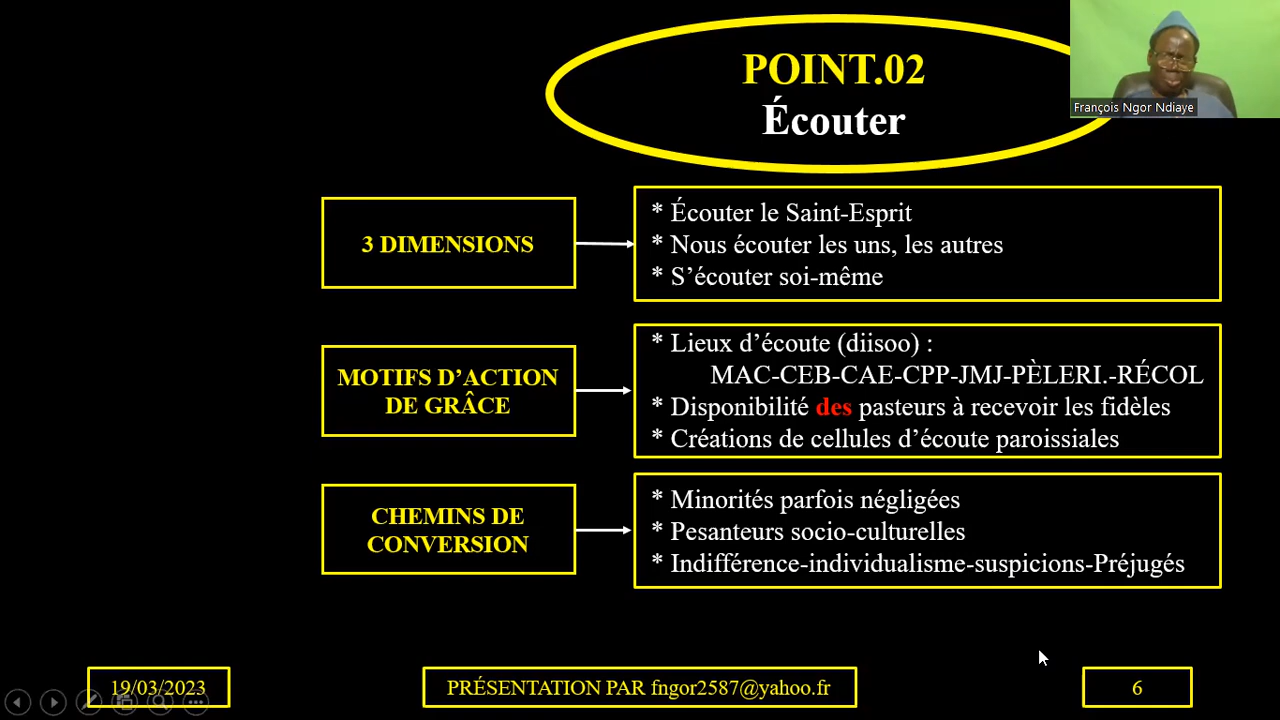 POINT.02
Écouter
François Ngor Ndiaye
3 DIMENSIONS
* Écouter le Saint-Esprit
* Nous écouter les uns, les autres
* S’écouter soi-même
MOTIFS D’ACTION
DE GRÂCE
* Lieux d’écoute (diisoo) :
MAC-CEB-CAE-CPP-JMJ-PÈLERI.-RÉCOL
* Disponibilité des pasteurs à recevoir les fidèles
* Créations de cellules d’écoute paroissiales
CHEMINS DE
CONVERSION
* Minorités parfois négligées
* Pesanteurs socio-culturelles
* Indifférence-individualisme-suspicions-Préjugés
19/03/2023
PRÉSENTATION PAR fngor2587@yahoo.fr
6